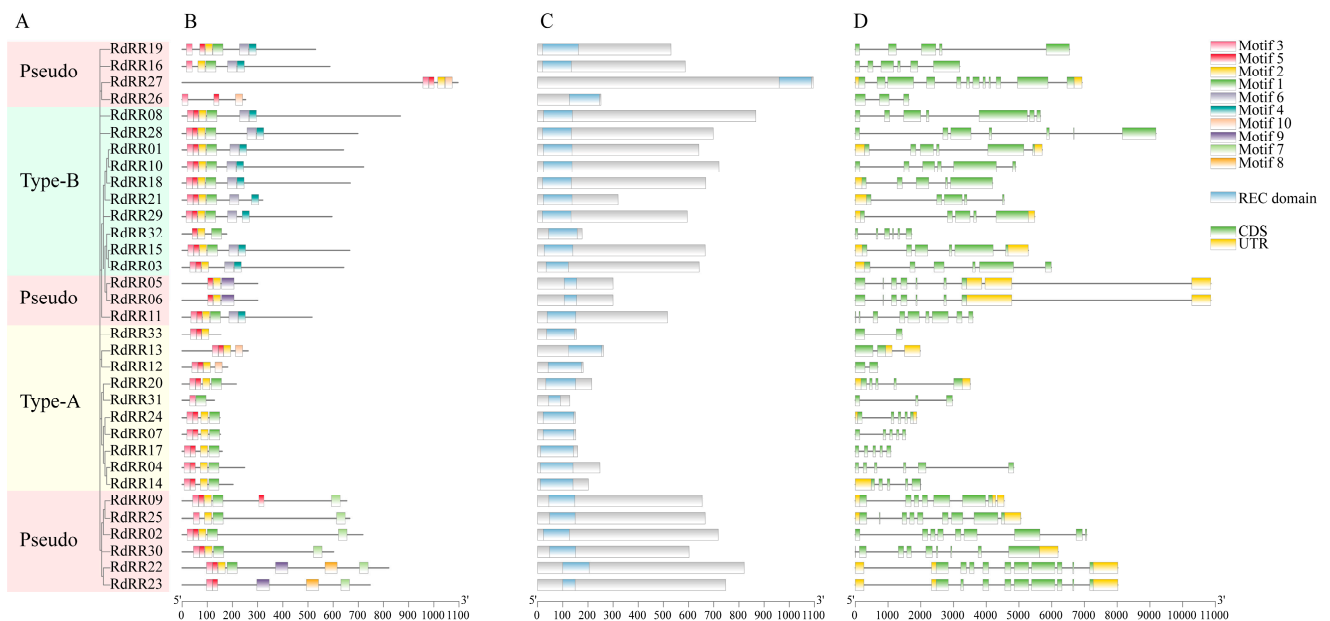 A B C D
Pseudo
Type-B
Pseudo
Type-A
Pseudo
RdRR19
RdRR16
RdRR27
RdRR26
RdRR08
RdRR28
RdRR01
RdRR10
RdRR18
RdRR21
RdRR29
RdRR32
RdRR15
RdRR03
RdRR05
RdRR06
RdRR11
RdRR33
RdRR13
RdRR12
RdRR20
RdRR31
RdRR24
RdRR07
RdRR17
RdRR04
RdRR14
RdRR09
RdRR25
RdRR02
RdRR30
RdRR22
RdRR23
5' 3'
0 100 200 300 400 500 600 700 800 900 1000 1100
5' 3'
0 100 200 300 400 500 600 700 800 900 1000 1100
5' 3'
0 1000 2000 3000 4000 5000 6000 7000 8000 9000 10000 11000
Motif 3
Motif 5
Motif 2
Motif 1
Motif 6
Motif 4
Motif 10
Motif 9
Motif 7
Motif 8
REC domain
CDS
UTR